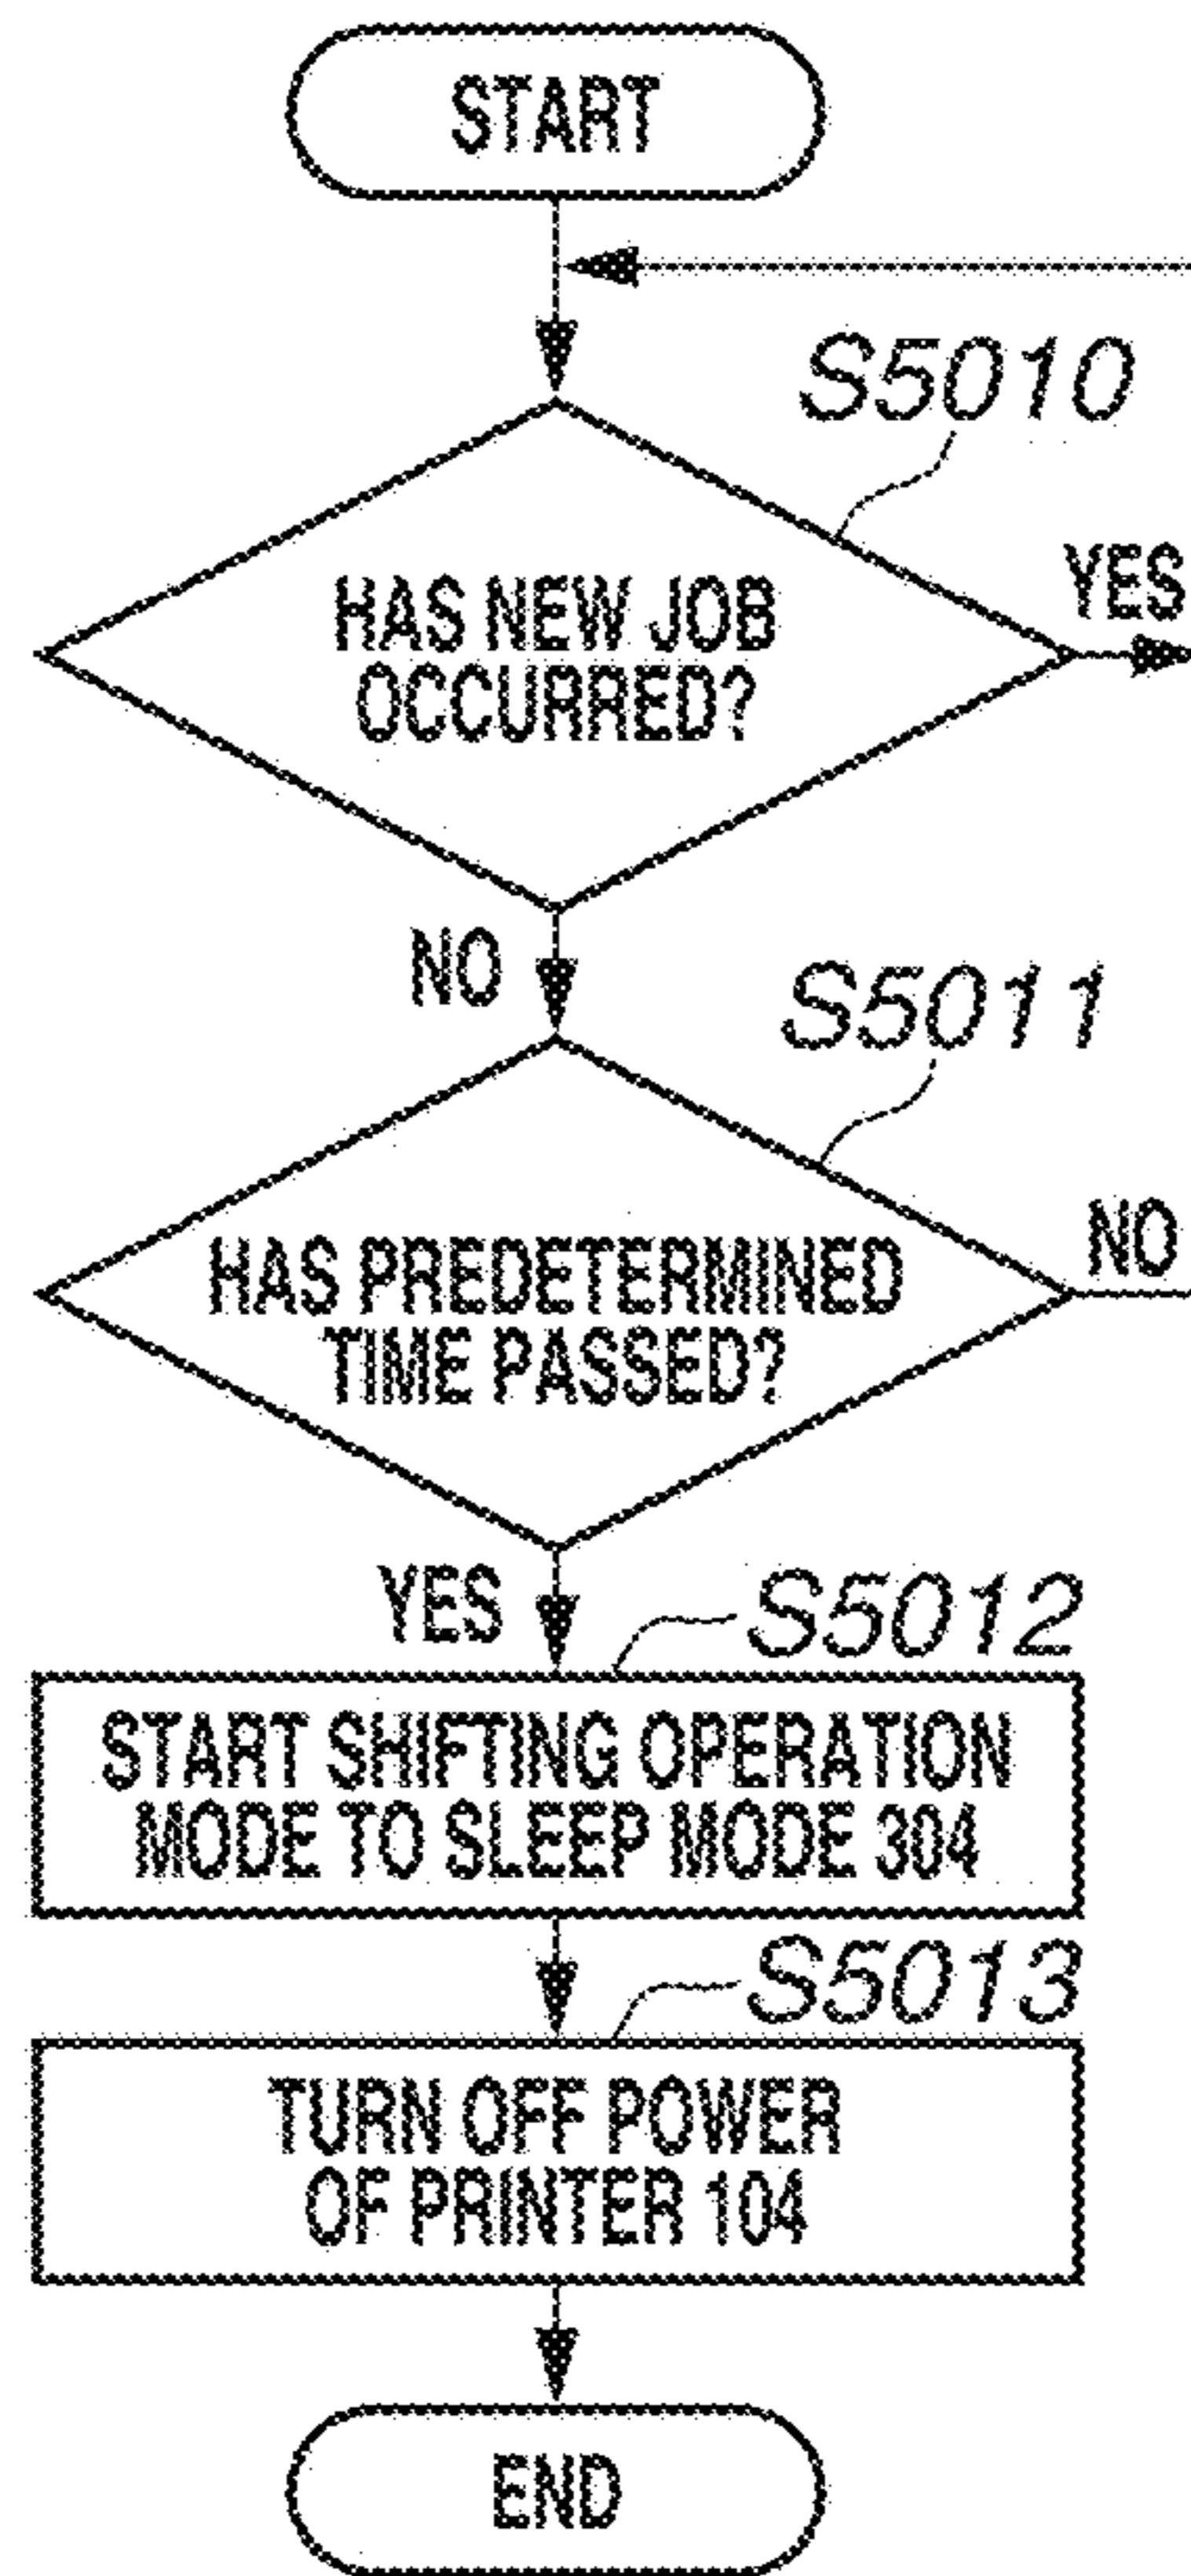 START
S5010
HAS NEW JOB
OCCURRED?
YES
NO
S5011
HAS PREDETERMINED
TIME PASSED?
NO
YES
S5012
START SHIFTING OPERATION
MODE TO SLEEP MODE 304
S5013
TURN OFF POWER
OF PRINTER 104
END